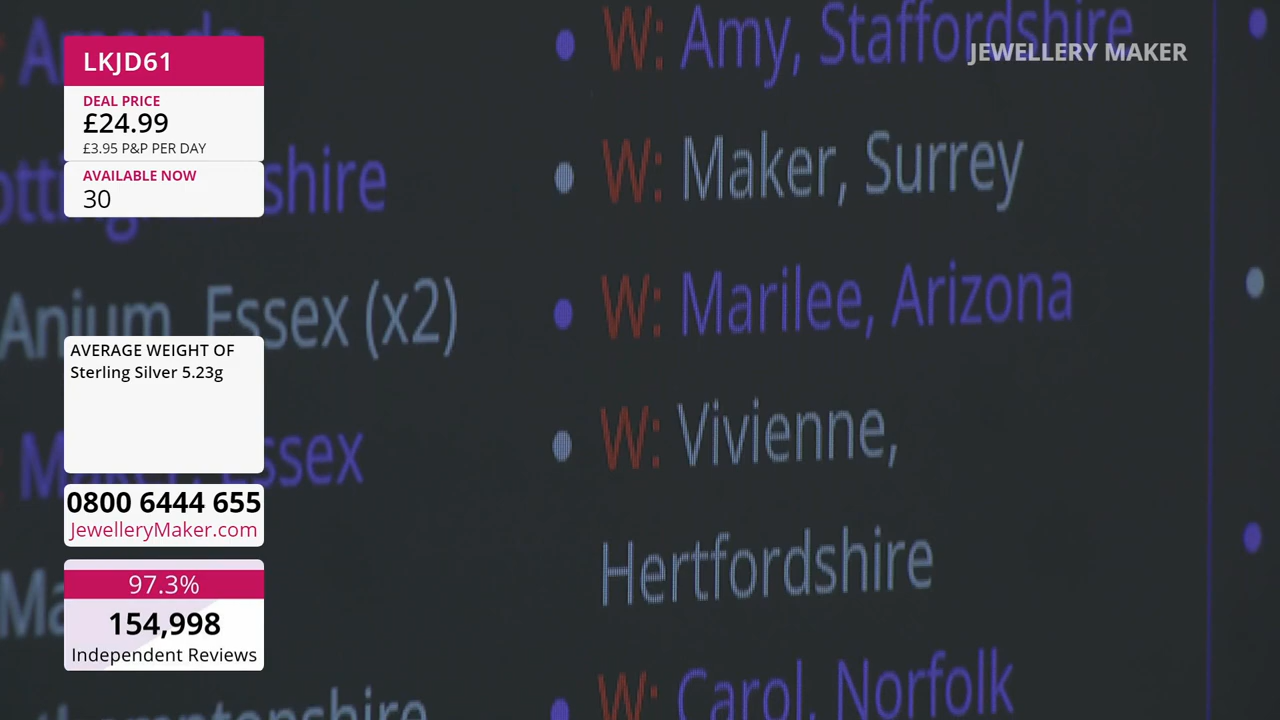 LKJD61
DEAL PRICE
£24.99
£3.95 P&P PER DAY
AVAILABLE NOW
30
AVERAGE WEIGHT OF
Sterling Silver 5.23g
0800 6444 655
JewelleryMaker.com
97.3%
154,998
Independent Reviews
shire
Anium, Essex (x2)
Maker, Essex
W: Amy, Staffordshire
W: Maker, Surrey
W: Marilee, Arizona
W: Vivienne,
Hertfordshire
W: Carol, Norfolk
JEWELLERY MAKER